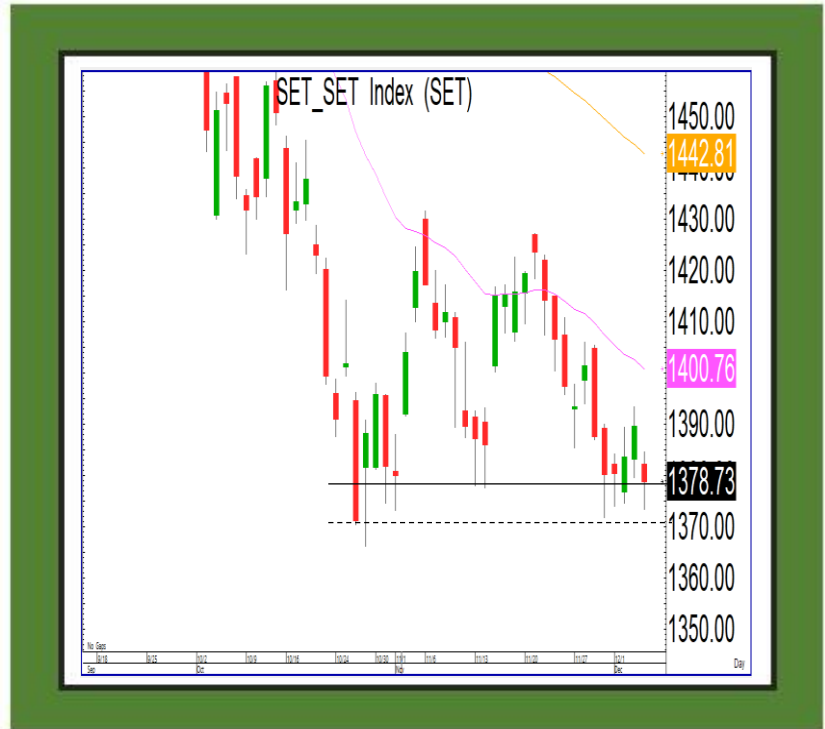 SET_SET Index (SET)
1450.00
1442.81
1430.00
1420.00
1410.00
1400.76
1390.00
1378.73
1370.00
1360.00
1350.00
No Gaps
9/18 9/25 10/2 10/9 10/16 10/24 10/30 11/1 11/6 11/13 11/20 11/27 12/1
Sep Oct Nov Dec Day